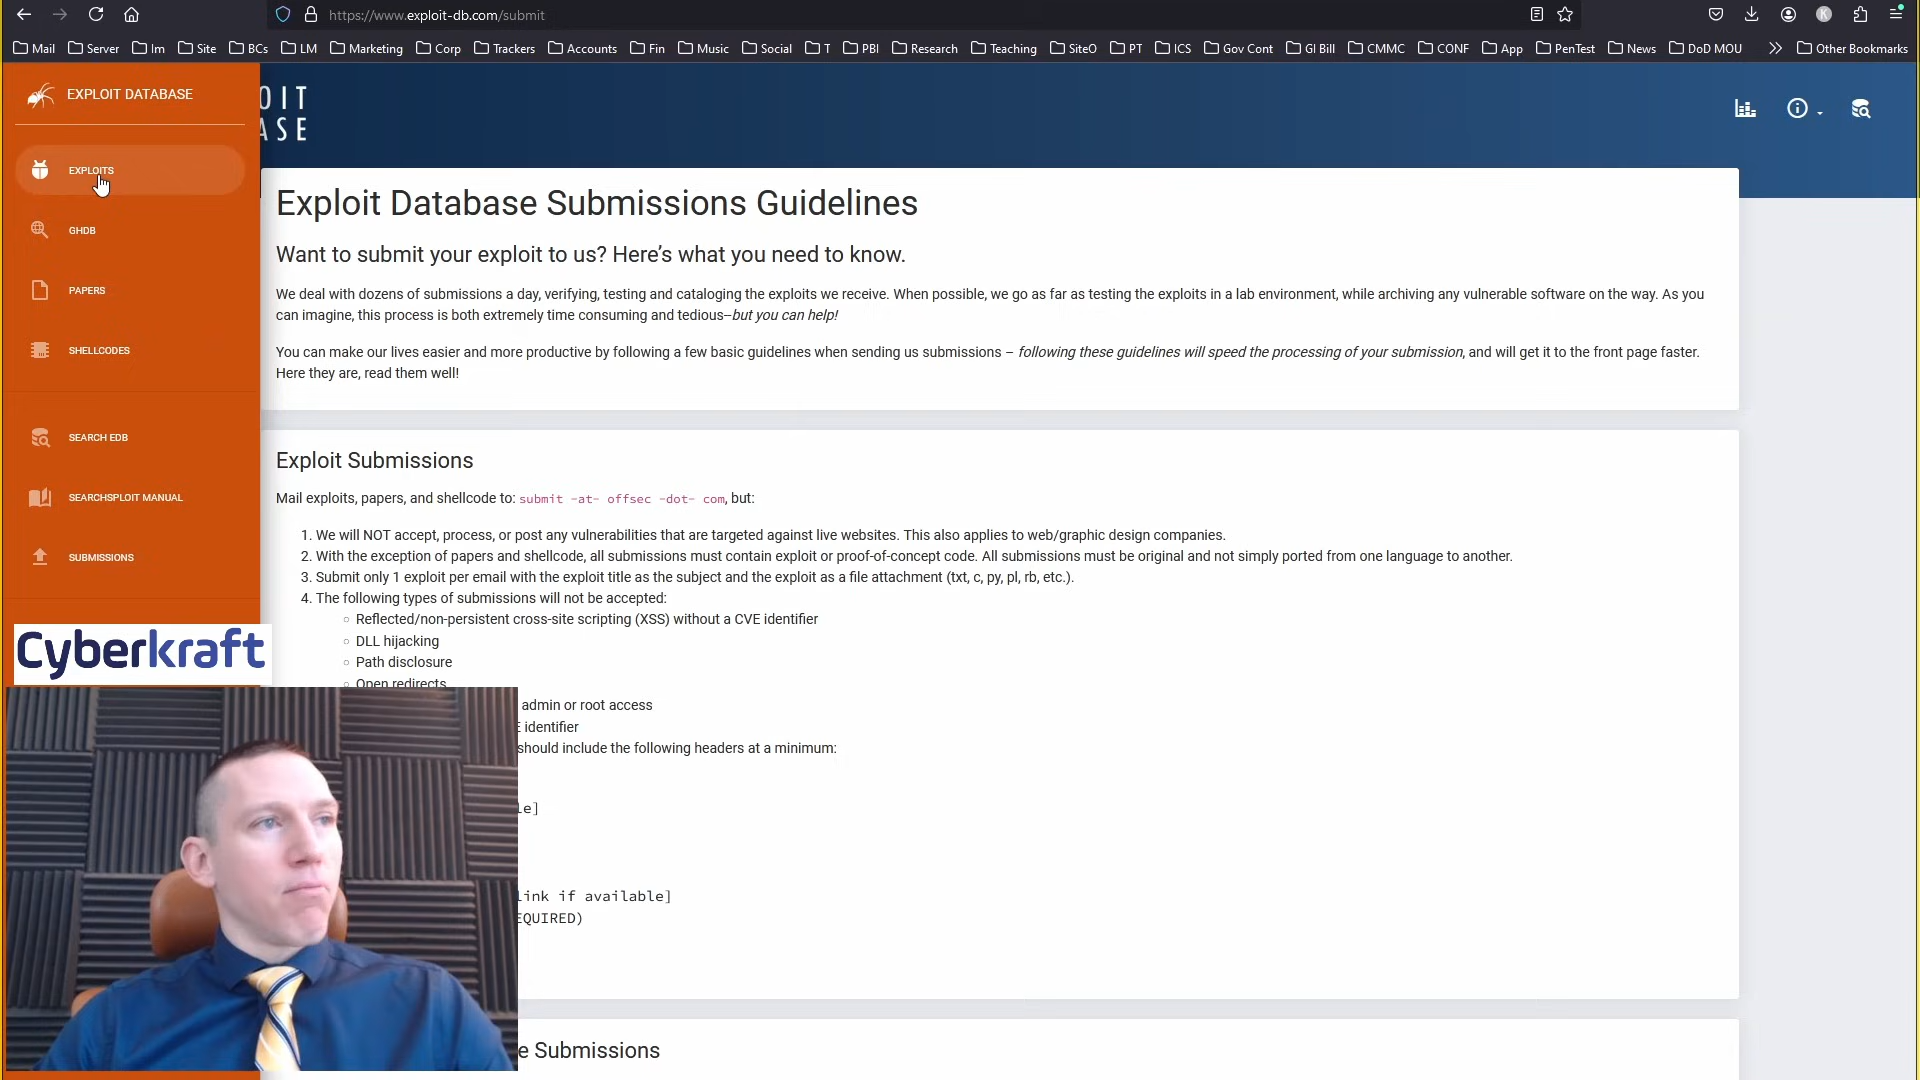 https://www.exploit-db.com/submit
Mail Server Im Site BCs LM Marketing Corp Trackers Accounts Fin Music Social T PBI Research Teaching SiteO PT ICS Gov Cont GI Bill CMMC CONF App PenTest News DoD MOU Other Bookmarks
EXPLOIT DATABASE
OIT
ASE
EXPLOITS
GHDB
PAPERS
SHELLCODES
SEARCH EDB
SEARCHSPLOIT MANUAL
SUBMISSIONS
Cyberkraft
Exploit Database Submissions Guidelines
Want to submit your exploit to us? Here’s what you need to know.
We deal with dozens of submissions a day, verifying, testing and cataloging the exploits we receive. When possible, we go as far as testing the exploits in a lab environment, while archiving any vulnerable software on the way. As you
can imagine, this process is both extremely time consuming and tedious–but you can help!
You can make our lives easier and more productive by following a few basic guidelines when sending us submissions – following these guidelines will speed the processing of your submission, and will get it to the front page faster.
Here they are, read them well!
Exploit Submissions
Mail exploits, papers, and shellcode to: submit -at- offsec -dot- com, but:
1. We will NOT accept, process, or post any vulnerabilities that are targeted against live websites. This also applies to web/graphic design companies.
2. With the exception of papers and shellcode, all submissions must contain exploit or proof-of-concept code. All submissions must be original and not simply ported from one language to another.
3. Submit only 1 exploit per email with the exploit title as the subject and the exploit as a file attachment (txt, c, py, pl, rb, etc.).
4. The following types of submissions will not be accepted:
Reflected/non-persistent cross-site scripting (XSS) without a CVE identifier
DLL hijacking
Path disclosure
Open redirects
admin or root access
E identifier
should include the following headers at a minimum:
le]
link if available]
EQUIRED)
e Submissions